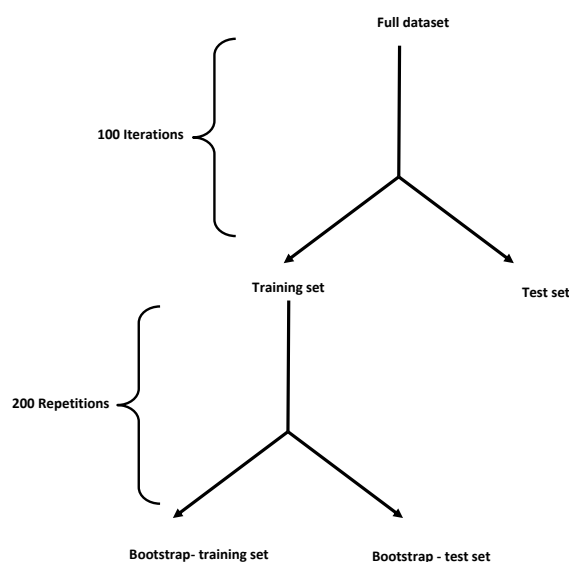 Full dataset
100 Iterations
Training set
Test set
200 Repetitions
Bootstrap- training set
Bootstrap - test set